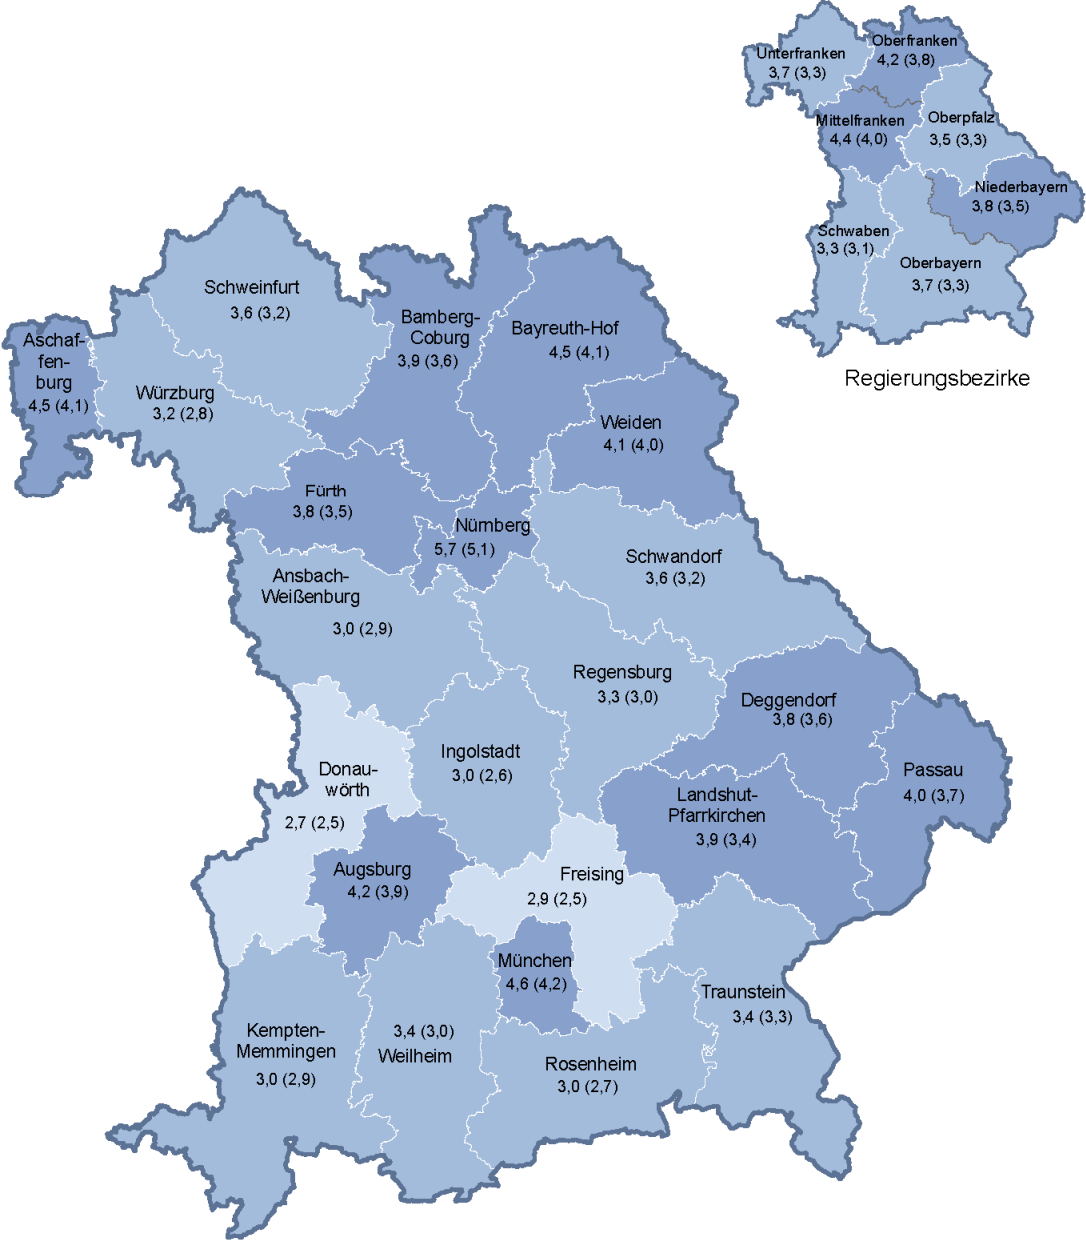 Unterfranken
3,7 (3,3)
Oberfranken
4,2 (3,8)
Mittelfranken
4,4 (4,0)
Oberpfalz
3,5 (3,3)
Niederbayern
3,8 (3,5)
Schwaben
3,3 (3,1)
Oberbayern
3,7 (3,3)
Regierungsbezirke
Schweinfurt
3,6 (3,2)
Bamberg-
Coburg
3,9 (3,6)
Bayreuth-Hof
4,5 (4,1)
Aschaf-
fen-
burg
4,5 (4,1)
Würzburg
3,2 (2,8)
Weiden
4,1 (4,0)
Fürth
3,8 (3,5)
Nürnberg
5,7 (5,1)
Schwandorf
3,6 (3,2)
Ansbach-
Weißenburg
3,0 (2,9)
Regensburg
3,3 (3,0)
Deggendorf
3,8 (3,6)
Ingolstadt
3,0 (2,6)
Passau
4,0 (3,7)
Donau-
wörth
2,7 (2,5)
Landshut-
Pfarrkirchen
3,9 (3,4)
Augsburg
4,2 (3,9)
Freising
2,9 (2,5)
München
4,6 (4,2)
Traunstein
3,4 (3,3)
Kempten-
Memmingen
3,0 (2,9)
3,4 (3,0)
Weilheim
Rosenheim
3,0 (2,7)